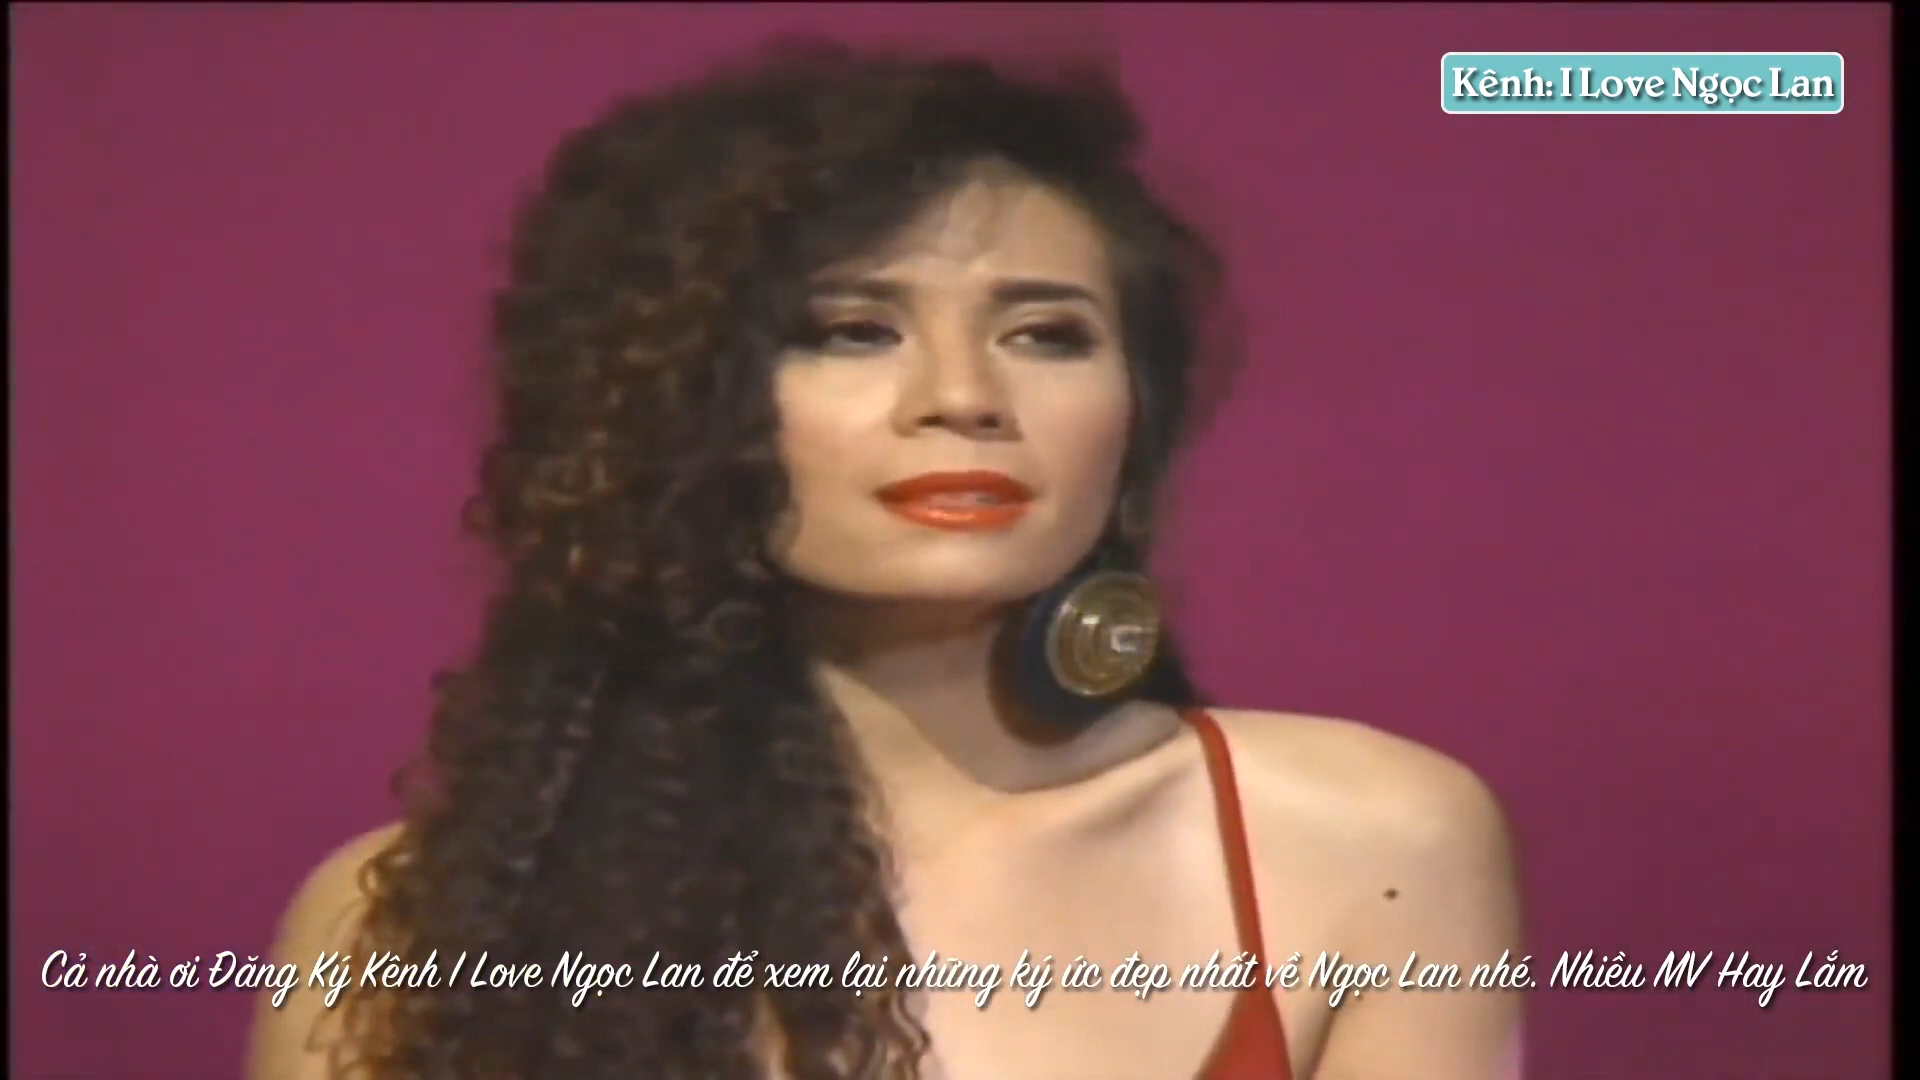 Kênh: I Love Ngọc Lan
Cả nhà ơi Đăng Ký Kênh I Love Ngọc Lan để xem lại những ký ức đẹp nhất về Ngọc Lan nhé. Nhiều MV Hay Lắm